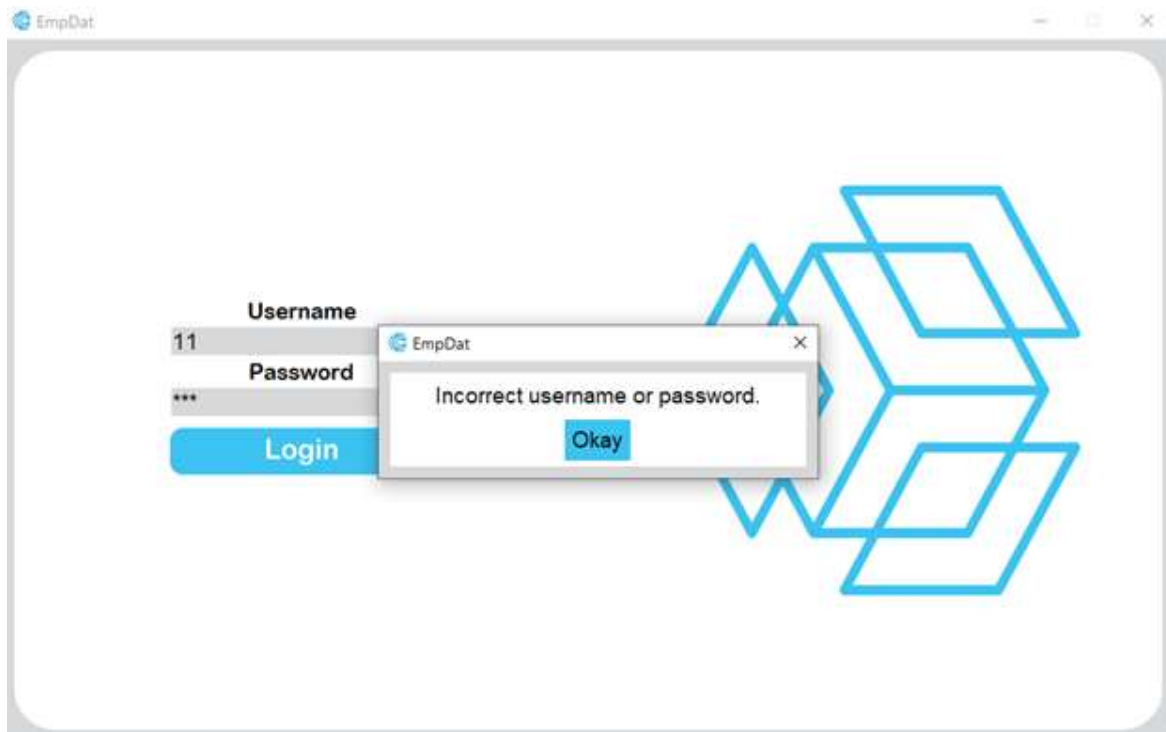 EmpDat
Username
11
Password
***
Login
EmpDat
Incorrect username or password.
Okay